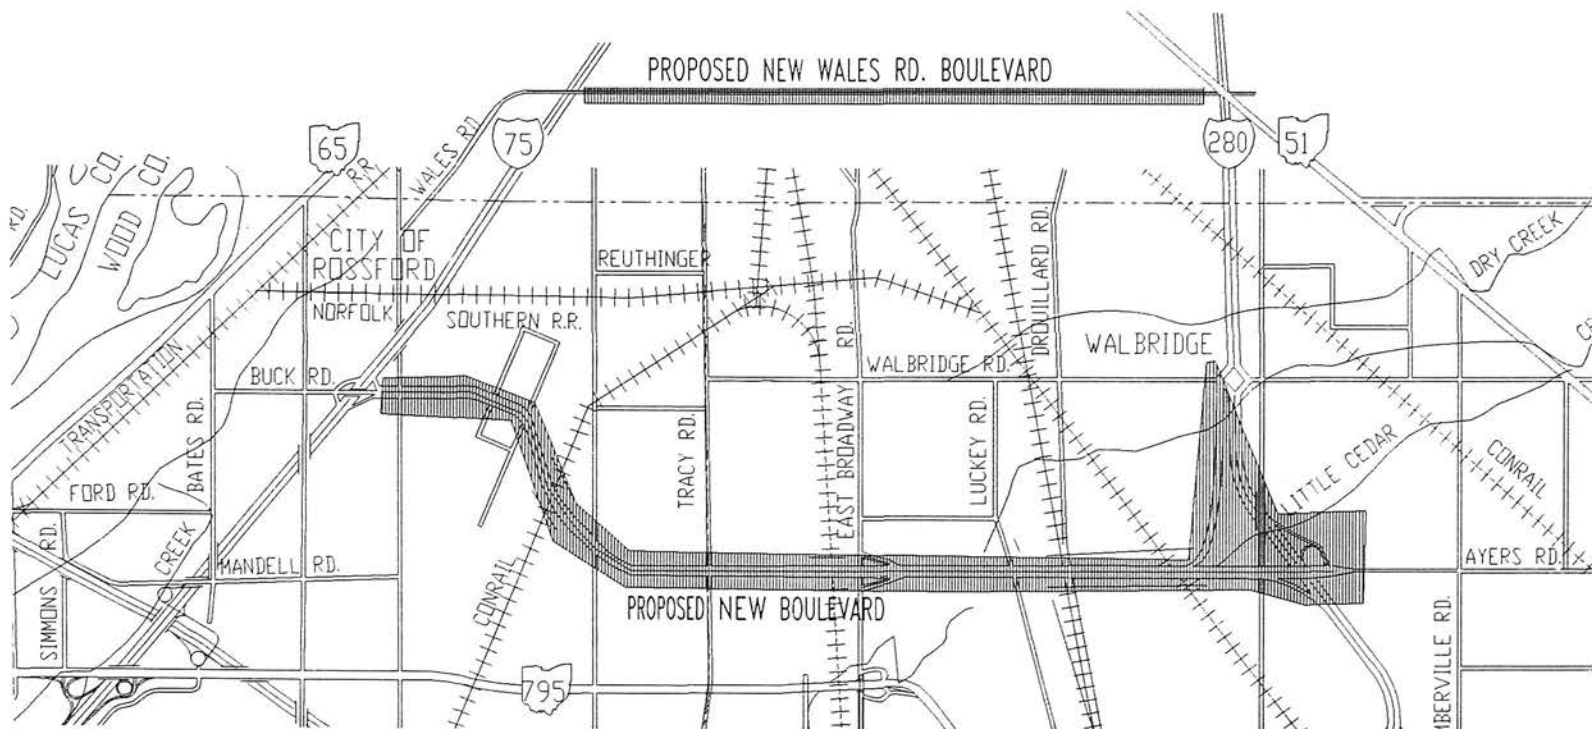 PROPOSED NEW WALES RD. BOULEVARD
65
75
280
51
R.R.
WALES RD.
RD.
LUCAS CO.
WOOD CO.
CITY OF
ROSSFORD
REUTHINGER
DROUILLARD RD.
DRY CREEK
NORFOLK
SOUTHERN R.R.
TRANSPORTATION
BUCK RD.
WALBRIDGE RD.
WALBRIDGE
BATES RD.
TRACY RD.
EAST BROADWAY RD.
LUCKEY RD.
LITTLE CEDAR
CONRAIL
FORD RD.
CREEK
MANDELL RD.
AYERS RD.
SIMMONS RD.
CONRAIL
PROPOSED NEW BOULEVARD
795
MBERVILLE RD.